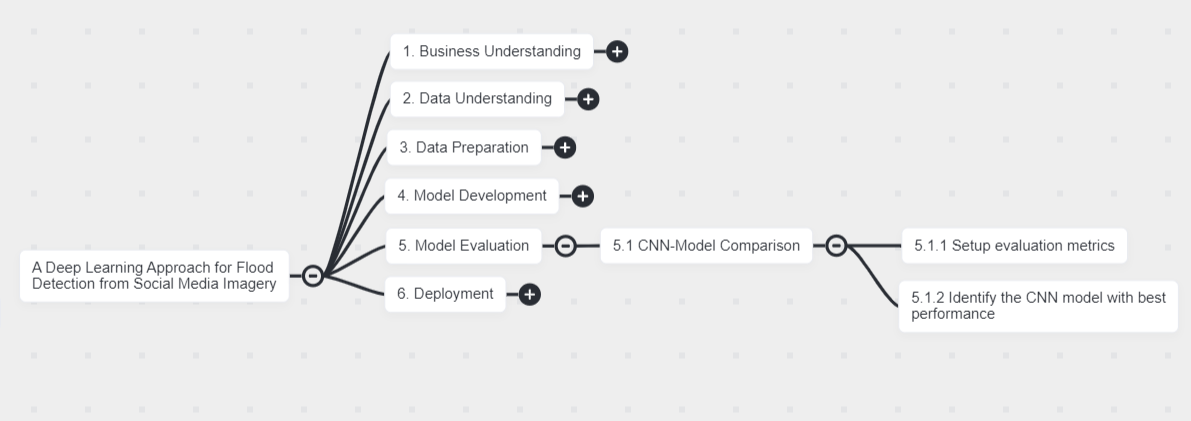 1. Business Understanding
2. Data Understanding
3. Data Preparation
4. Model Development
5. Model Evaluation
5.1 CNN-Model Comparison
5.1.1 Setup evaluation metrics
A Deep Learning Approach for Flood
Detection from Social Media Imagery
6. Deployment
5.1.2 Identify the CNN model with best
performance